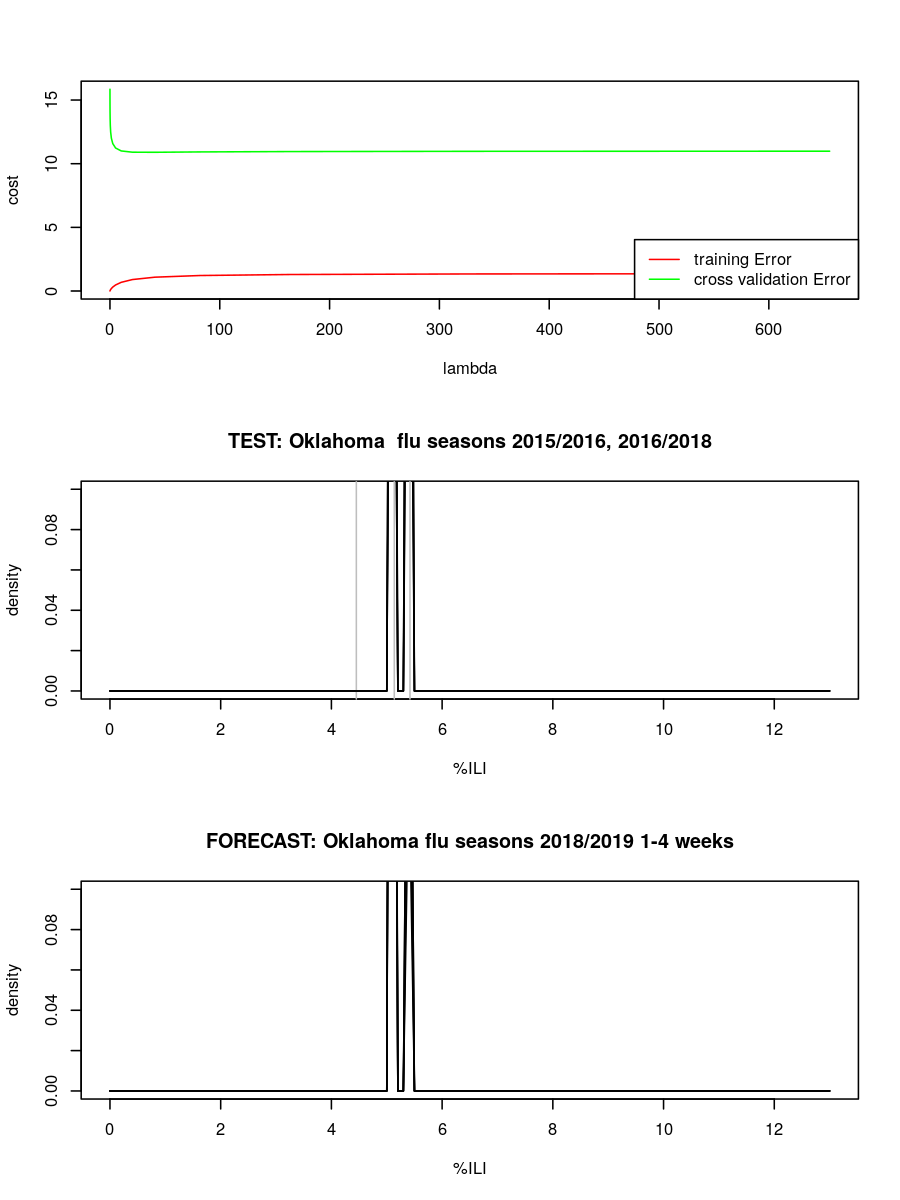 15
10
5
0
cost
training Error
cross validation Error
0 100 200 300 400 500 600
lambda
TEST: Oklahoma  flu seasons 2015/2016, 2016/2018
0.08
0.04
0.00
density
0 2 4 6 8 10 12
%ILI
FORECAST: Oklahoma flu seasons 2018/2019 1-4 weeks
0.08
0.04
0.00
density
0 2 4 6 8 10 12
%ILI